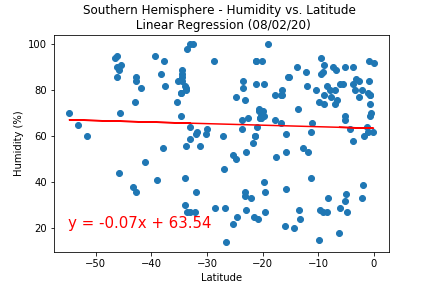 Southern Hemisphere - Humidity vs. Latitude
Linear Regression (08/02/20)
100
80
60
40
20
Humidity (%)
y = -0.07x + 63.54
−50
−40
−30
−20
−10
0
Latitude